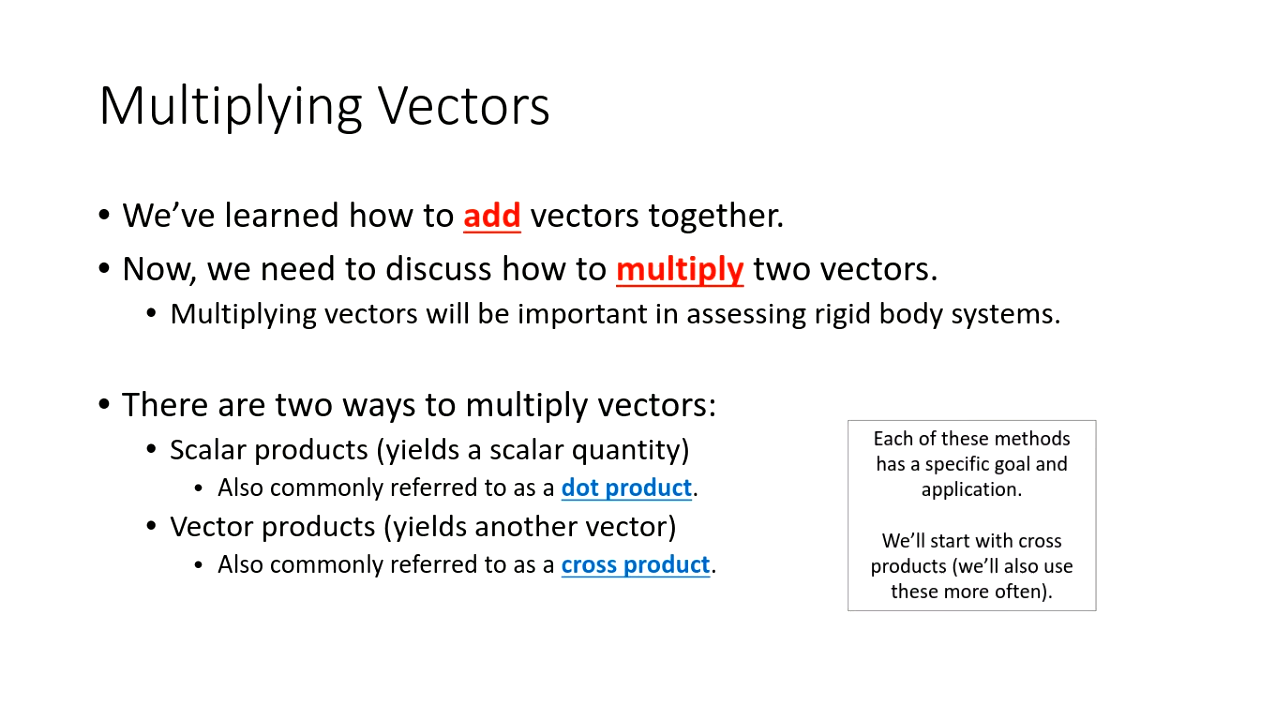 Multiplying Vectors
• We’ve learned how to add vectors together.
• Now, we need to discuss how to multiply two vectors.
• Multiplying vectors will be important in assessing rigid body systems.
• There are two ways to multiply vectors:
• Scalar products (yields a scalar quantity)
• Also commonly referred to as a dot product.
• Vector products (yields another vector)
• Also commonly referred to as a cross product.
Each of these methods
has a specific goal and
application.
We’ll start with cross
products (we’ll also use
these more often).